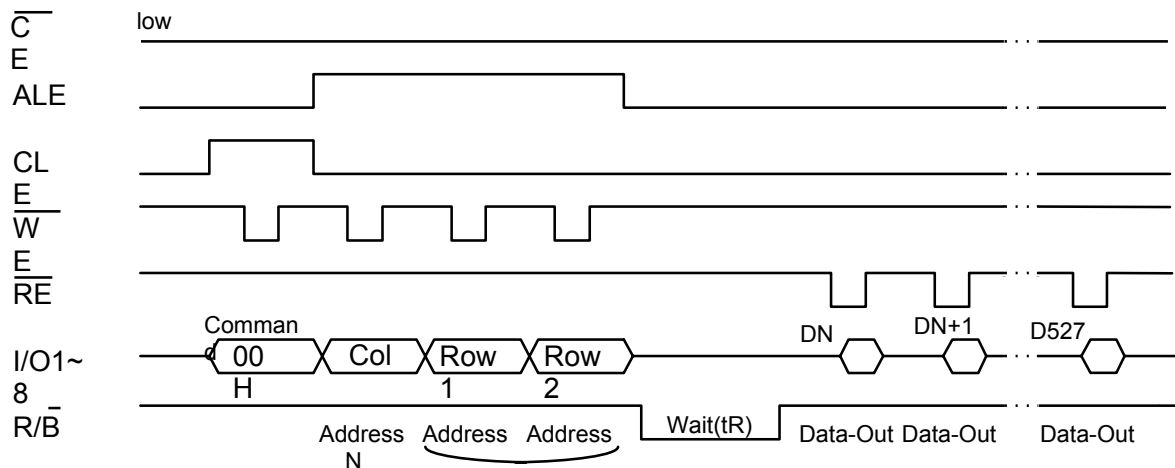 low
C
E
ALE
CL
E
W
E
RE
Comman
d
00
H
Col
Row
1
Row
2
DN
DN+1
D527
I/O1~
8
R/B
Wait(tR)
Address
N
Address
Address
Data-Out
Data-Out
Data-Out